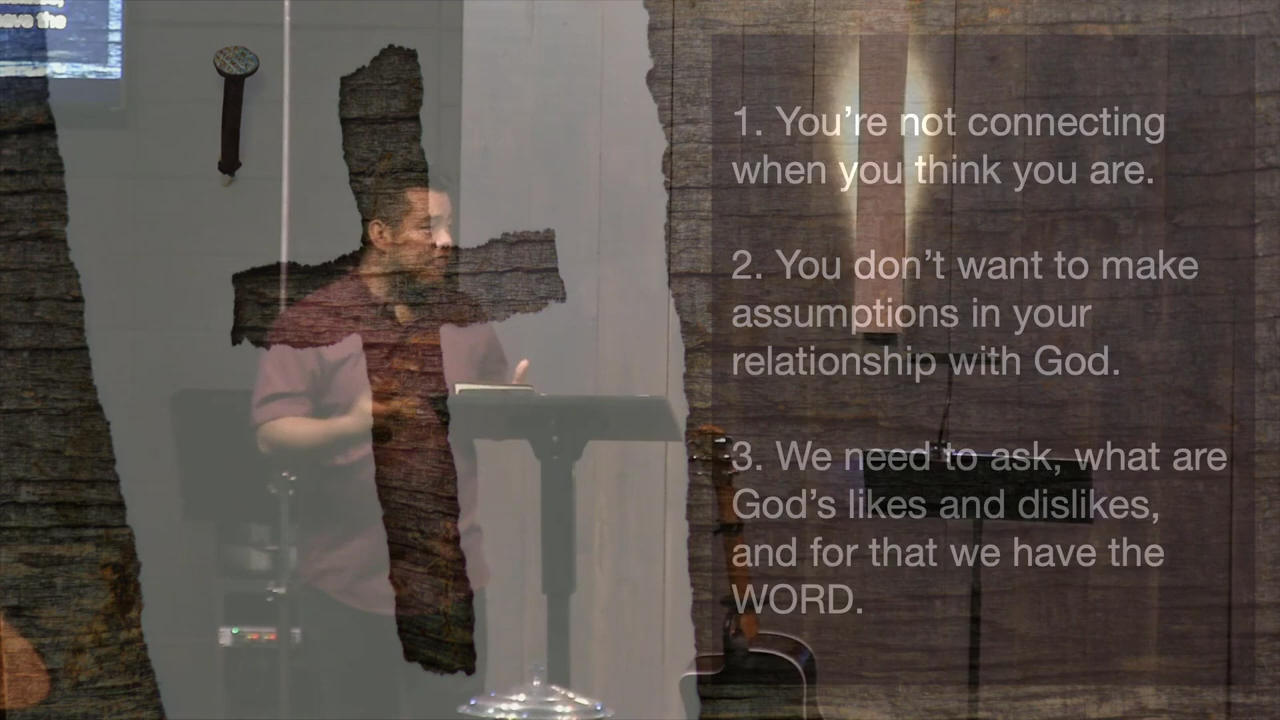 have the
1. You're not connecting
when you think you are.
2. You don't want to make
assumptions in your
relationship with God.
3. We need to ask, what are
God's likes and dislikes,
and for that we have the
WORD.